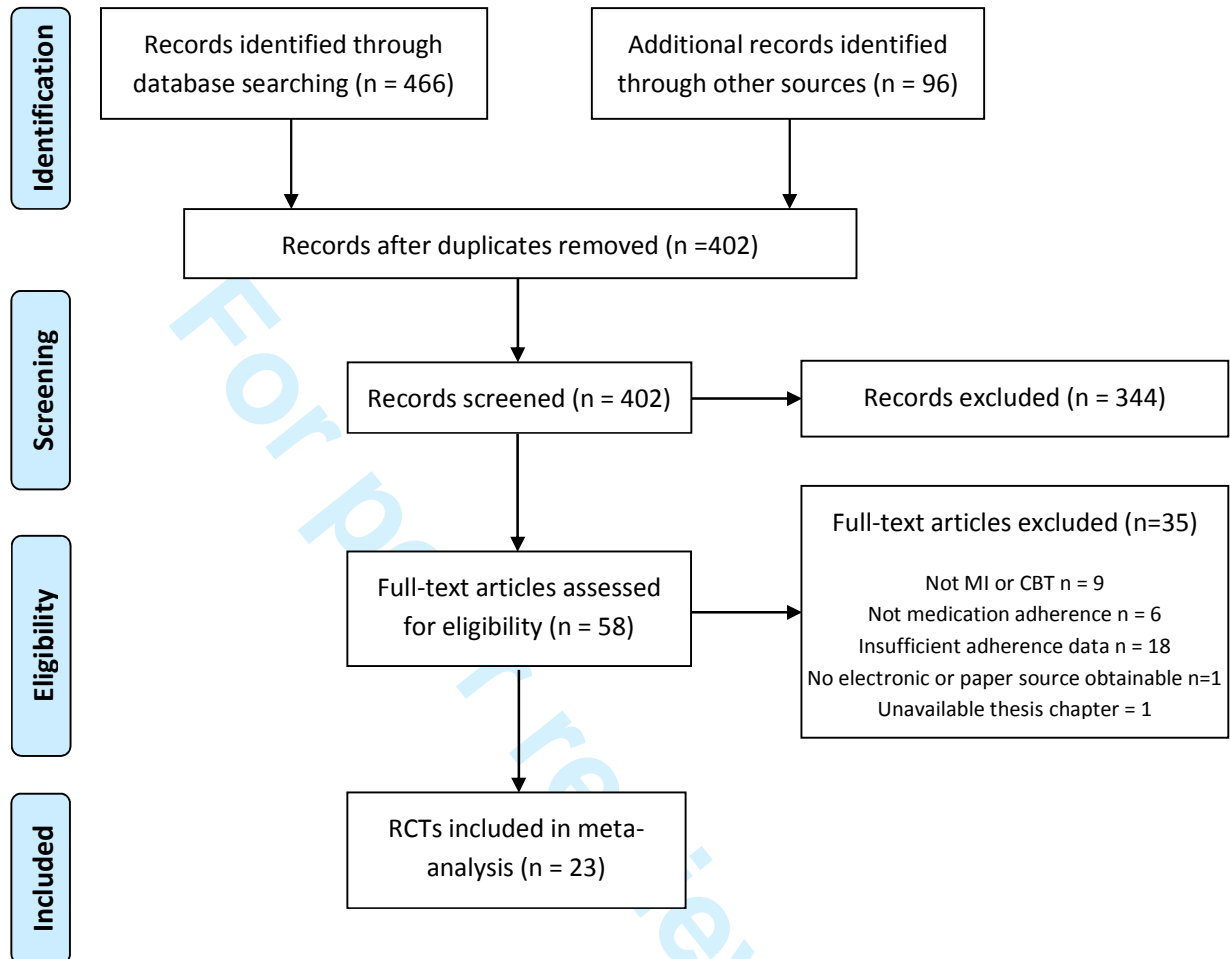 Identification
Records identified through
database searching (n = 466)
Additional records identified
through other sources (n = 96)
Records after duplicates removed (n =402)
Screening
Records screened (n = 402)
Records excluded (n = 344)
Eligibility
Full-text articles assessed
for eligibility (n = 58)
Full-text articles excluded (n=35)
Not MI or CBT n = 9
Not medication adherence n = 6
Insufficient adherence data n = 18
No electronic or paper source obtainable n=1
Unavailable thesis chapter = 1
Included
RCTs included in meta-
analysis (n = 23)
For peer review